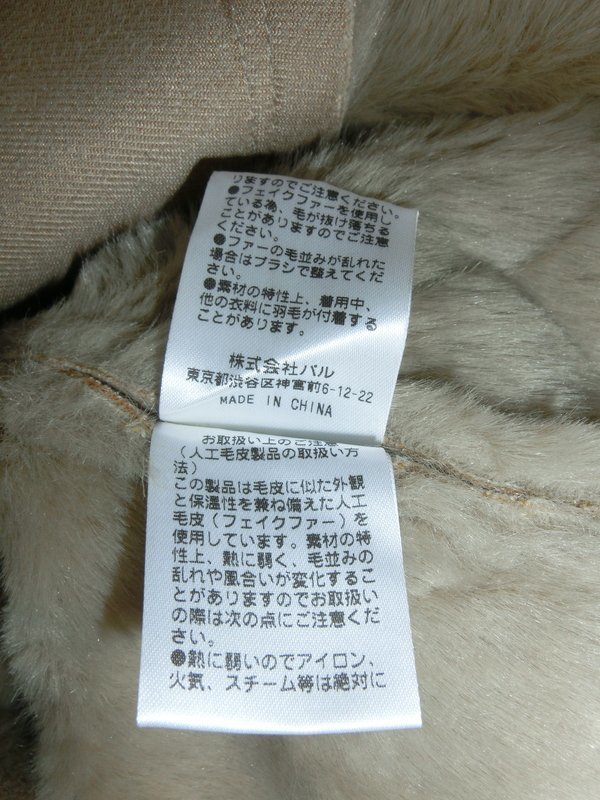 りますのでご注意ください。
●フェイクファーを使用し
ている為、毛が抜け落ちる
ことがありますのでご注意
ください。
●ファーの毛並みが乱れた
場合はブラシで整えてくだ
さい。
●素材の特性上、着用中、
他の衣料に羽毛が付着する
ことがあります。
株式会社パル
東京都渋谷区神宮前6-12-22
MADE IN CHINA
お取扱い上のご注意
(人工毛皮製品の取扱い方
法)
この製品は毛皮に似た外観
と保温性を兼ね備えた人工
毛皮(フェイクファー)を
使用しています。素材の特
性上、熱に弱く、毛並みの
乱れや風合いが変化するこ
とがありますのでお取扱い
の際は次の点にご注意くだ
さい。
●熱に弱いのでアイロン、
火気、スチーム等は絶対に